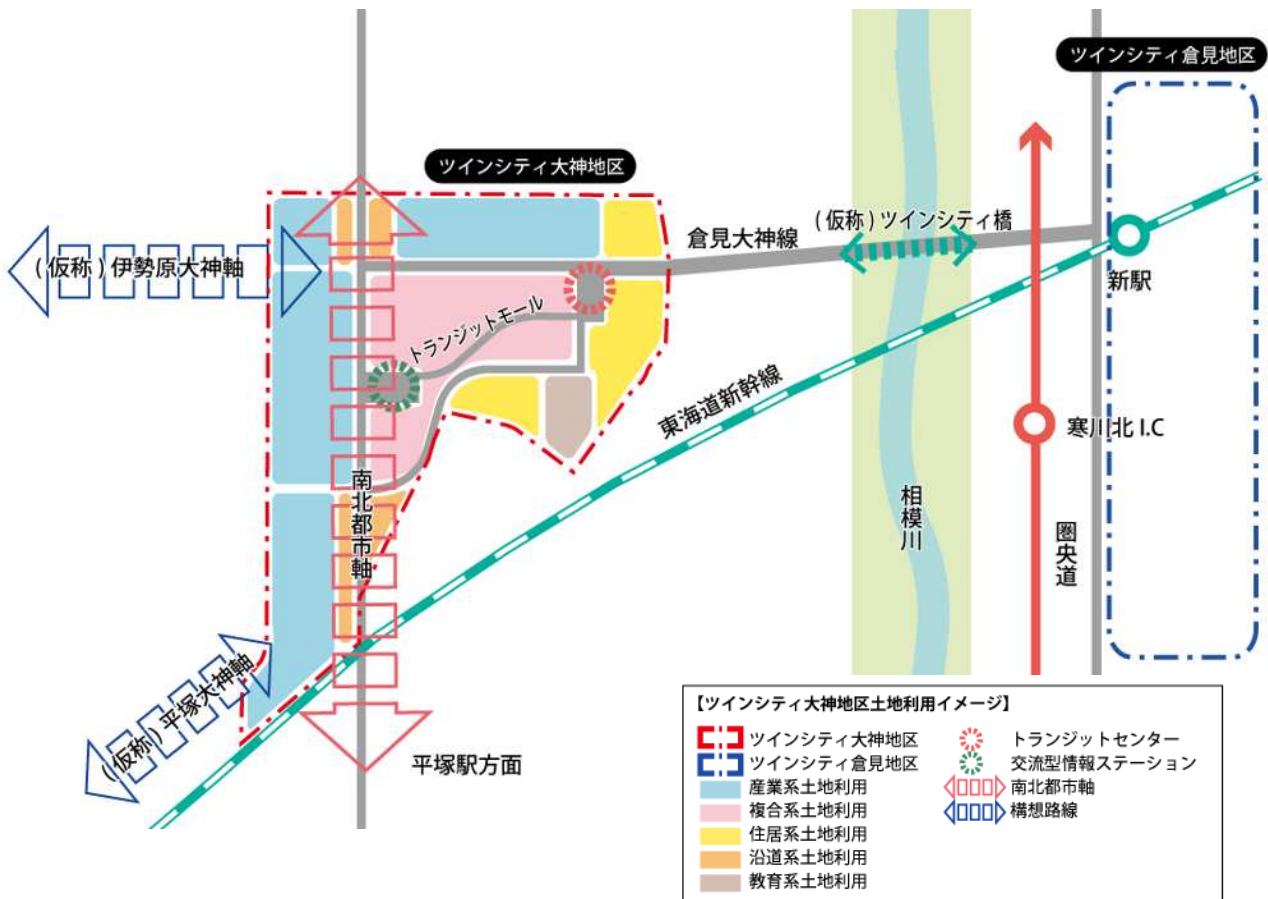 ツインシティ倉見地区
ツインシティ大神地区
(仮称)ツインシティ橋
倉見大神線
(仮称)伊勢原大神軸
新駅
トランジットモール
東海道新幹線
寒川北I.C
南北都市軸
相模川
圏央道
(仮称)平塚大神軸
平塚駅方面
【ツインシティ大神地区土地利用イメージ】
ツインシティ大神地区
ツインシティ倉見地区
産業系土地利用
複合系土地利用
住居系土地利用
沿道系土地利用
教育系土地利用
トランジットセンター
交流型情報ステーション
南北都市軸
構想路線